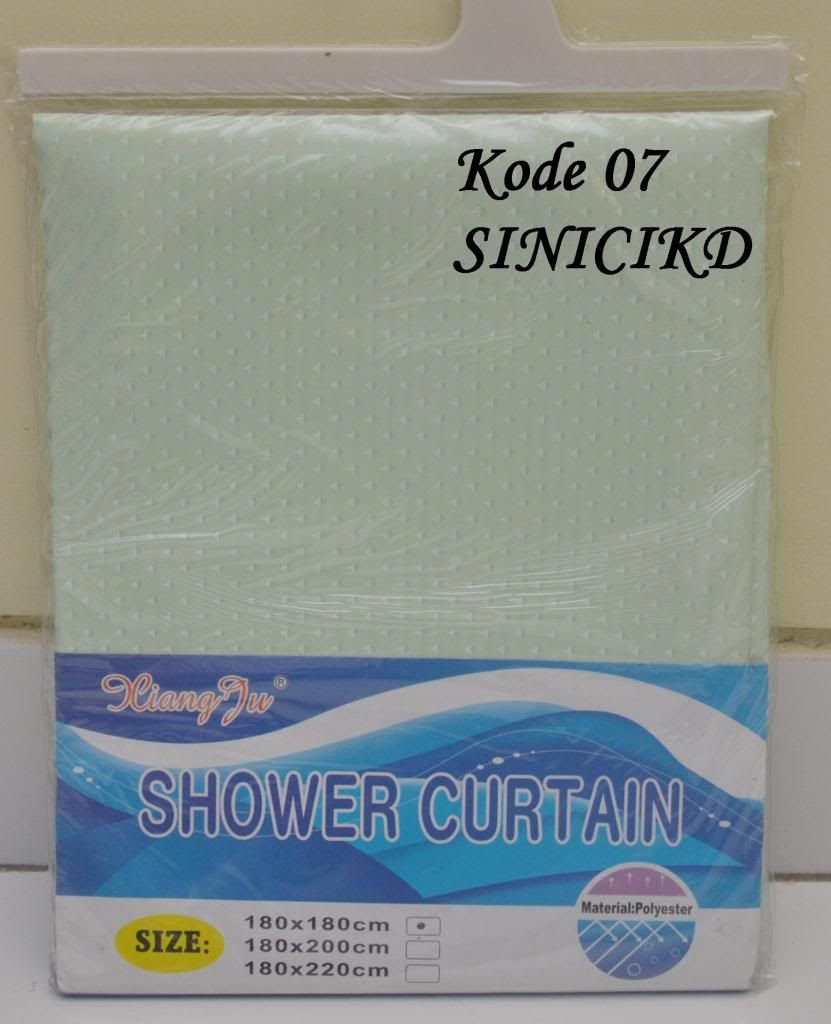 Kode 07
SINICIKD
XiangJu®
SHOWER CURTAIN
SIZE:
180x180cm
180x200cm
180x220cm
Material:Polyester